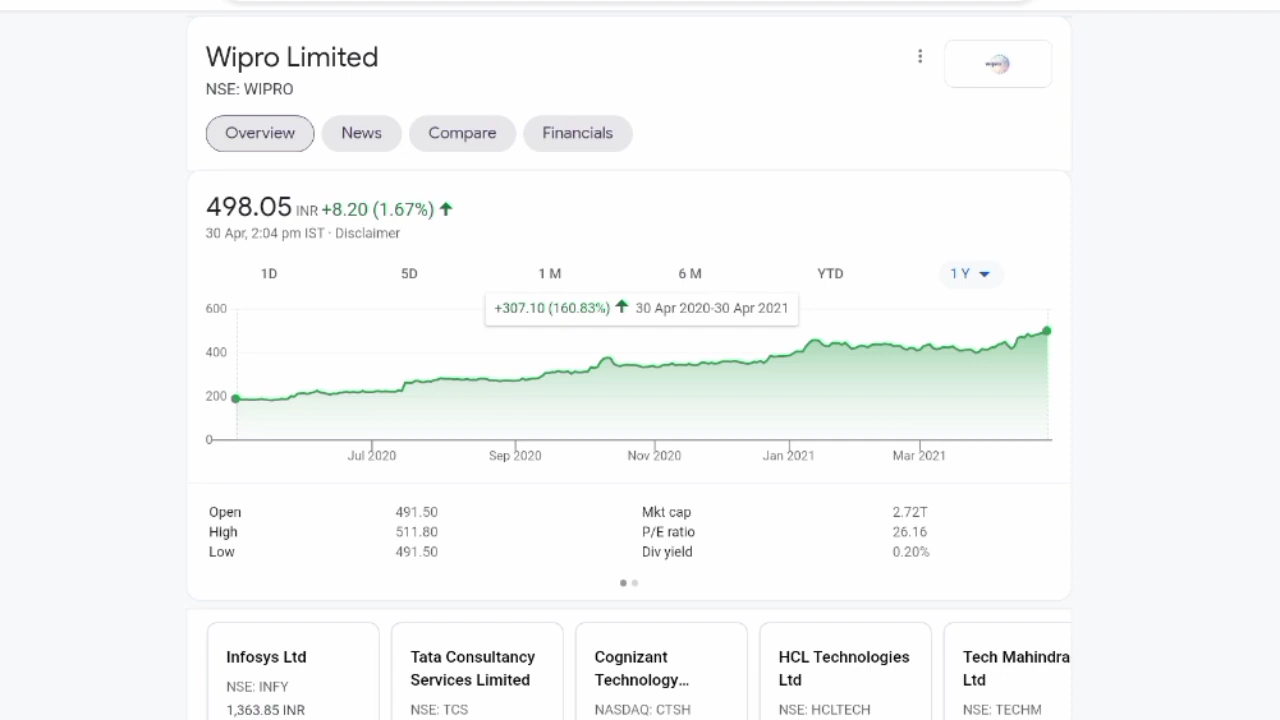 Wipro Limited
wipro
NSE: WIPRO
Overview News Compare Financials
498.05 INR +8.20 (1.67%)
30 Apr, 2:04 pm IST · Disclaimer
1D 5D 1 M 6 M YTD 1 Y
+307.10 (160.83%) 30 Apr 2020-30 Apr 2021
600
400
200
0
Jul 2020 Sep 2020 Nov 2020 Jan 2021 Mar 2021
Open 491.50 Mkt cap 2.72T
High 511.80 P/E ratio 26.16
Low 491.50 Div yield 0.20%
Infosys Ltd
NSE: INFY
1,363.85 INR
Tata Consultancy
Services Limited
NSE: TCS
Cognizant
Technology...
NASDAQ: CTSH
HCL Technologies
Ltd
NSE: HCLTECH
Tech Mahindra
Ltd
NSE: TECHM